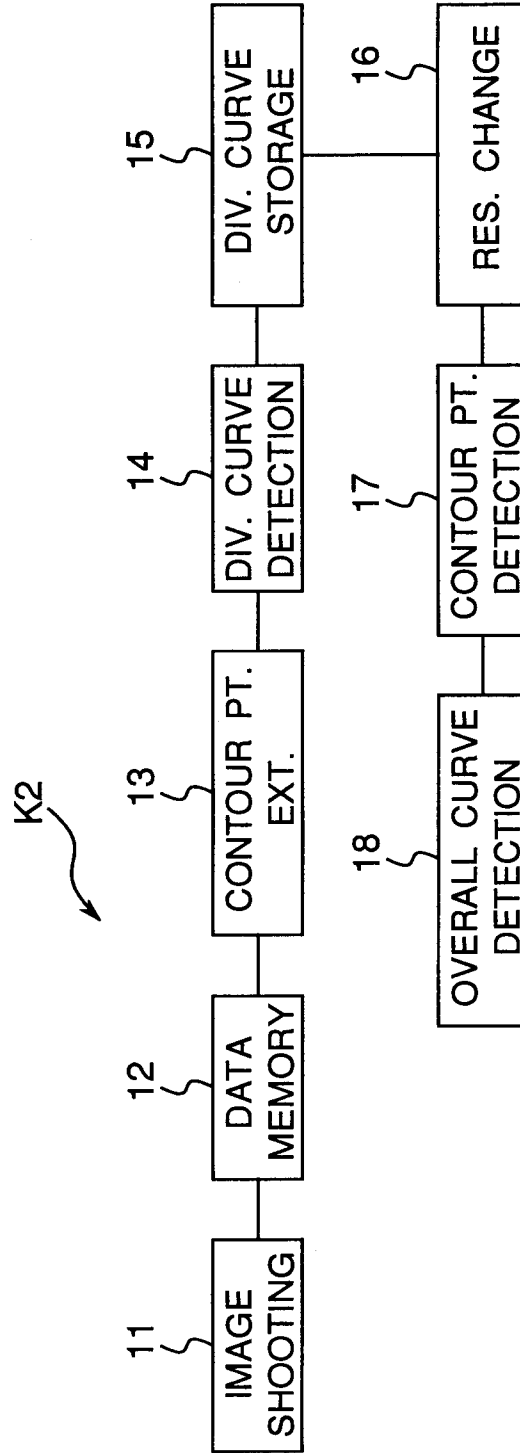 K2
11
IMAGE
SHOOTING
12
DATA
MEMORY
13
CONTOUR PT.
EXT.
14
DIV. CURVE
DETECTION
15
DIV. CURVE
STORAGE
16
RES. CHANGE
17
CONTOUR PT.
DETECTION
18
OVERALL CURVE
DETECTION